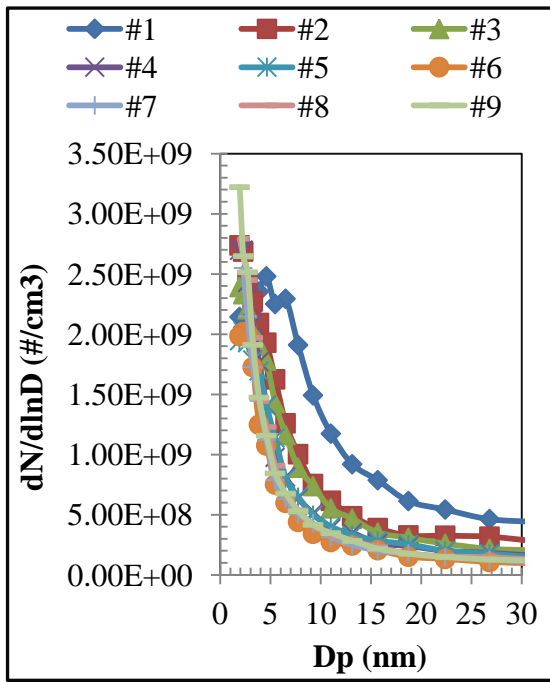 #1 #2 #3
#4 #5 #6
#7 #8 #9
3.50E+09
3.00E+09
2.50E+09
2.00E+09
1.50E+09
1.00E+09
5.00E+08
0.00E+00
dN/dlnD (#/cm3)
0 5 10 15 20 25 30
Dp (nm)